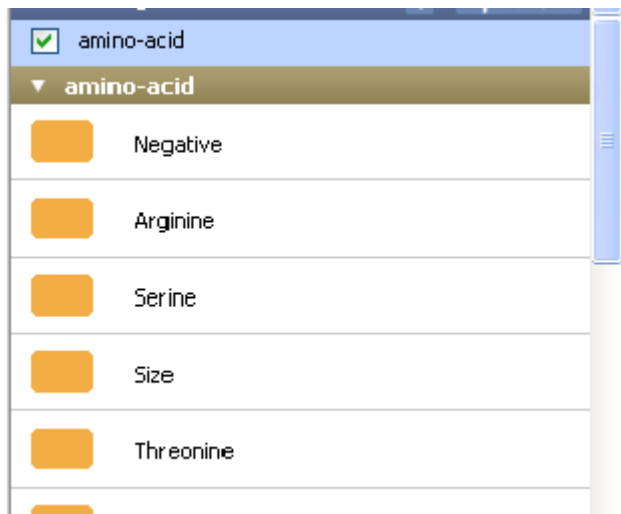 amino-acid
amino-acid
Negative
Arginine
Serine
Size
Threonine